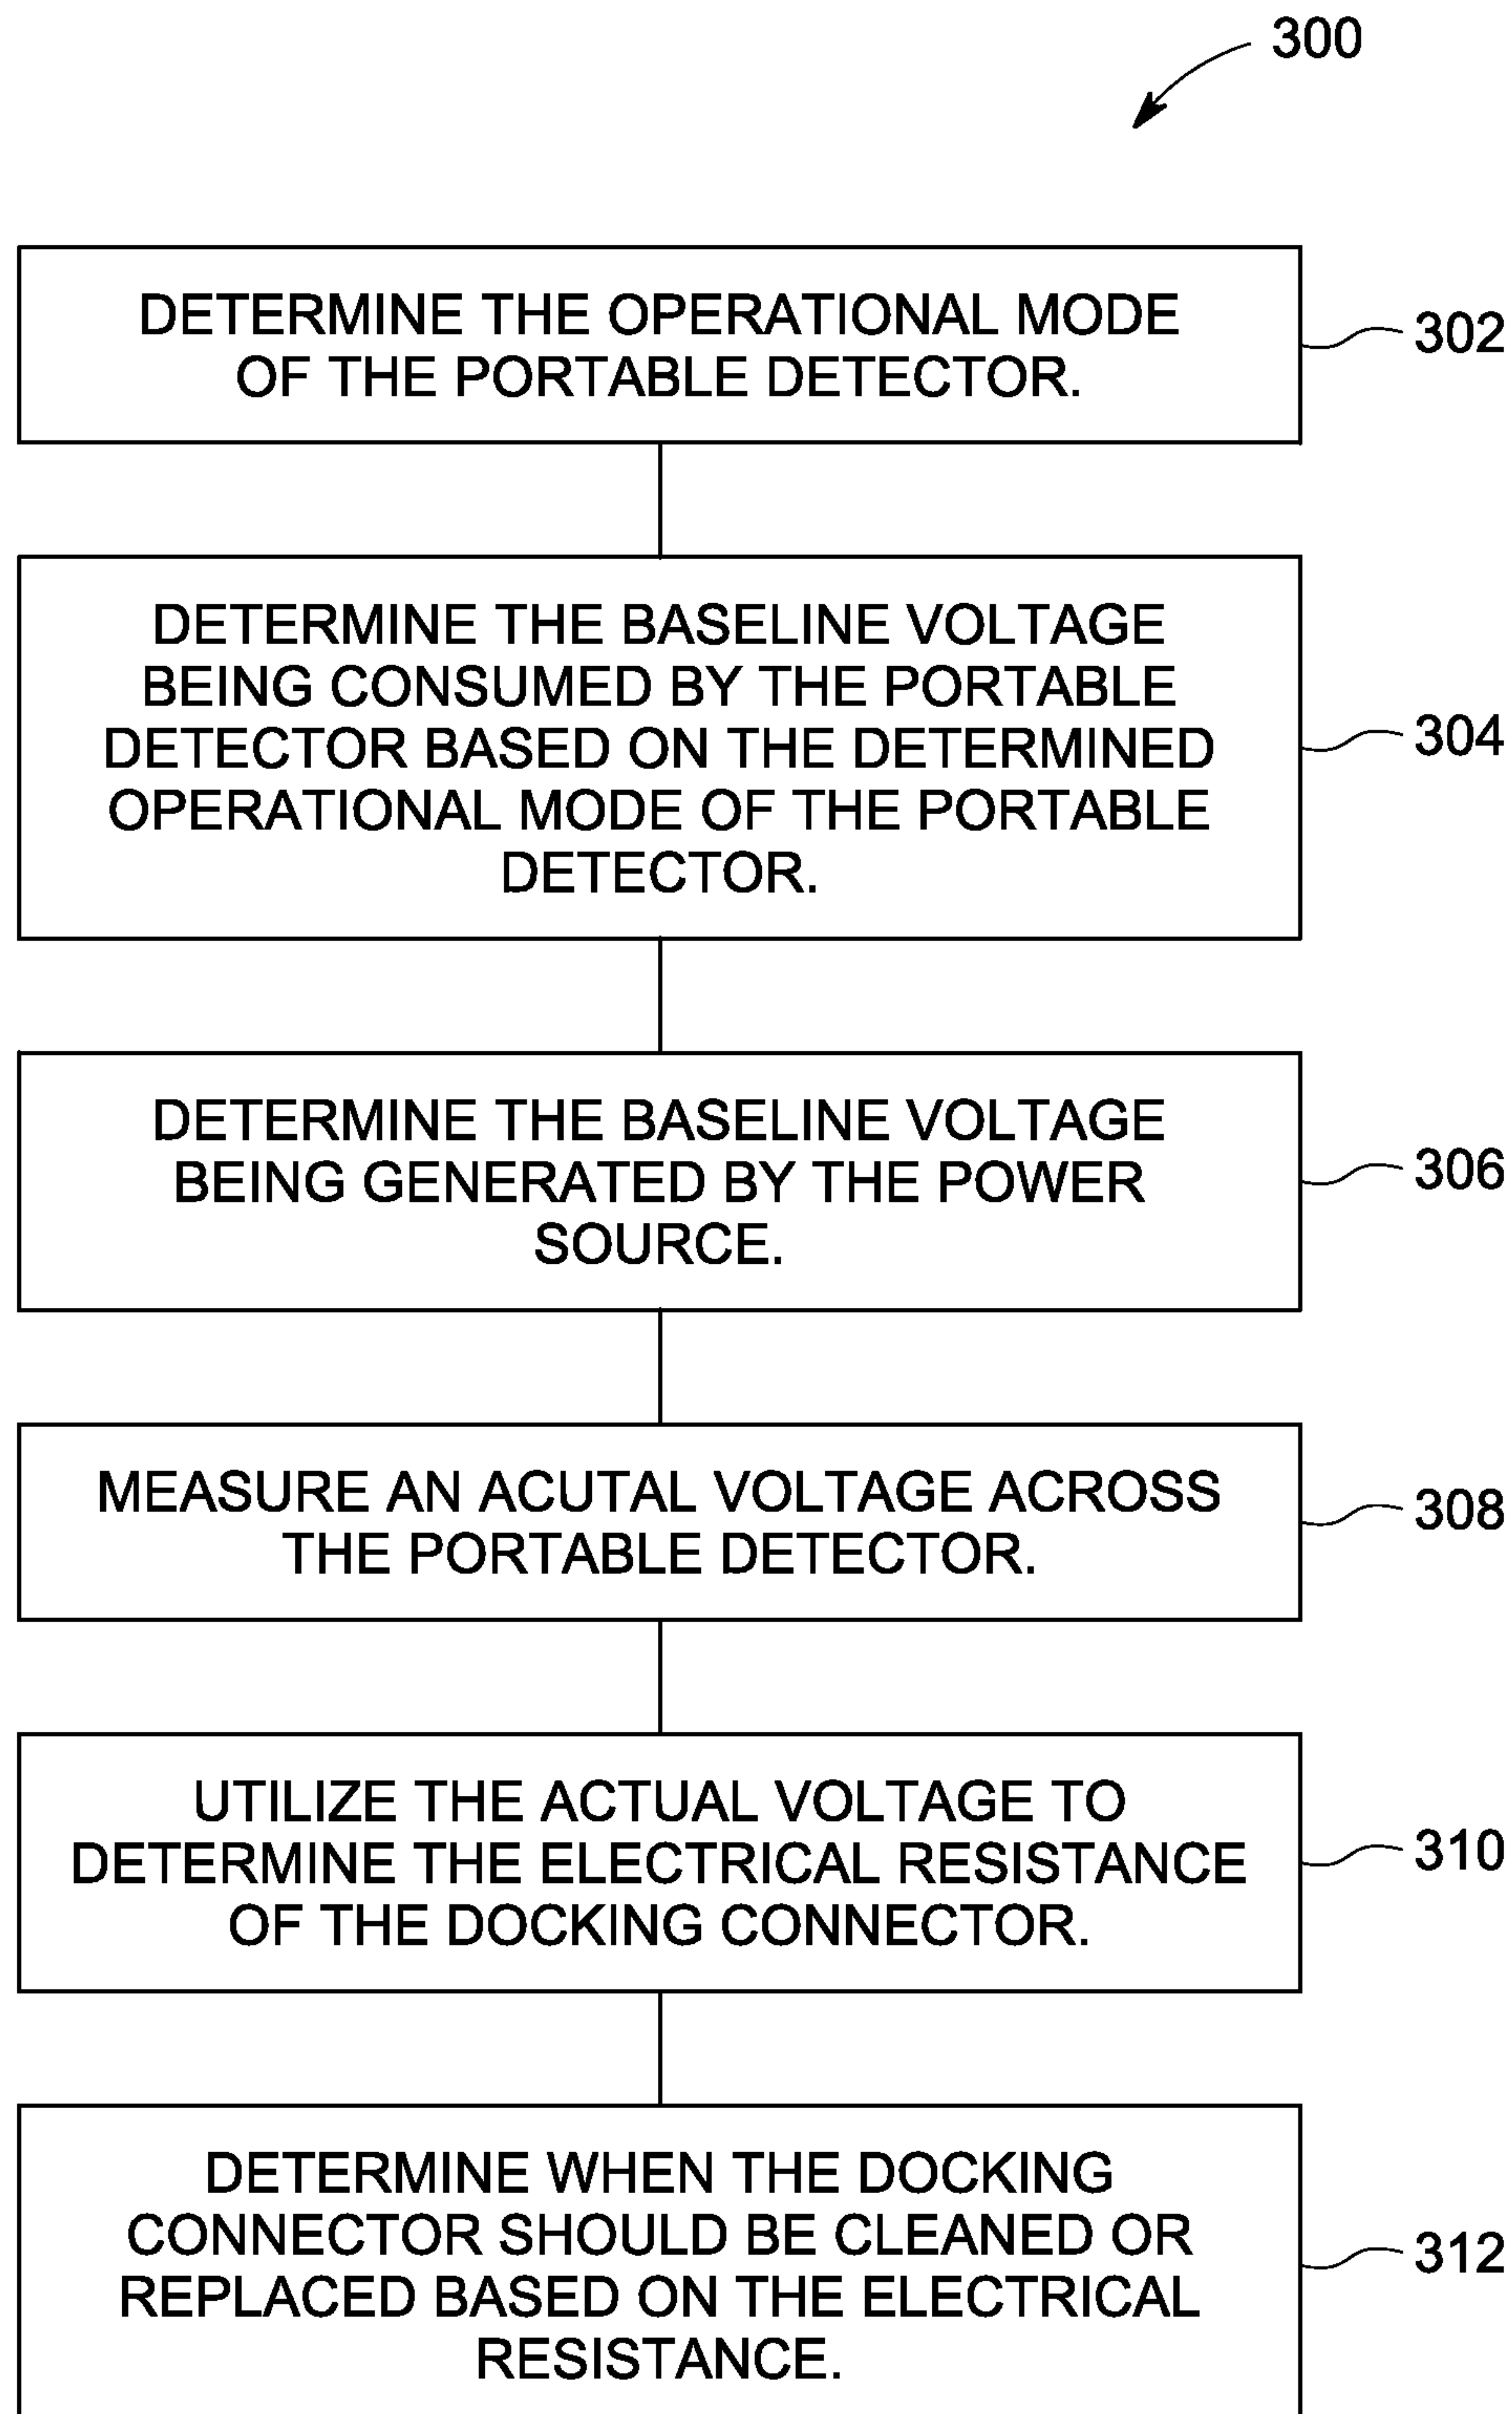 300
DETERMINE THE OPERATIONAL MODE
OF THE PORTABLE DETECTOR.
302
DETERMINE THE BASELINE VOLTAGE
BEING CONSUMED BY THE PORTABLE
DETECTOR BASED ON THE DETERMINED
OPERATIONAL MODE OF THE PORTABLE
DETECTOR.
304
DETERMINE THE BASELINE VOLTAGE
BEING GENERATED BY THE POWER
SOURCE.
306
MEASURE AN ACUTAL VOLTAGE ACROSS
THE PORTABLE DETECTOR.
308
UTILIZE THE ACTUAL VOLTAGE TO
DETERMINE THE ELECTRICAL RESISTANCE
OF THE DOCKING CONNECTOR.
310
DETERMINE WHEN THE DOCKING
CONNECTOR SHOULD BE CLEANED OR
REPLACED BASED ON THE ELECTRICAL
RESISTANCE.
312